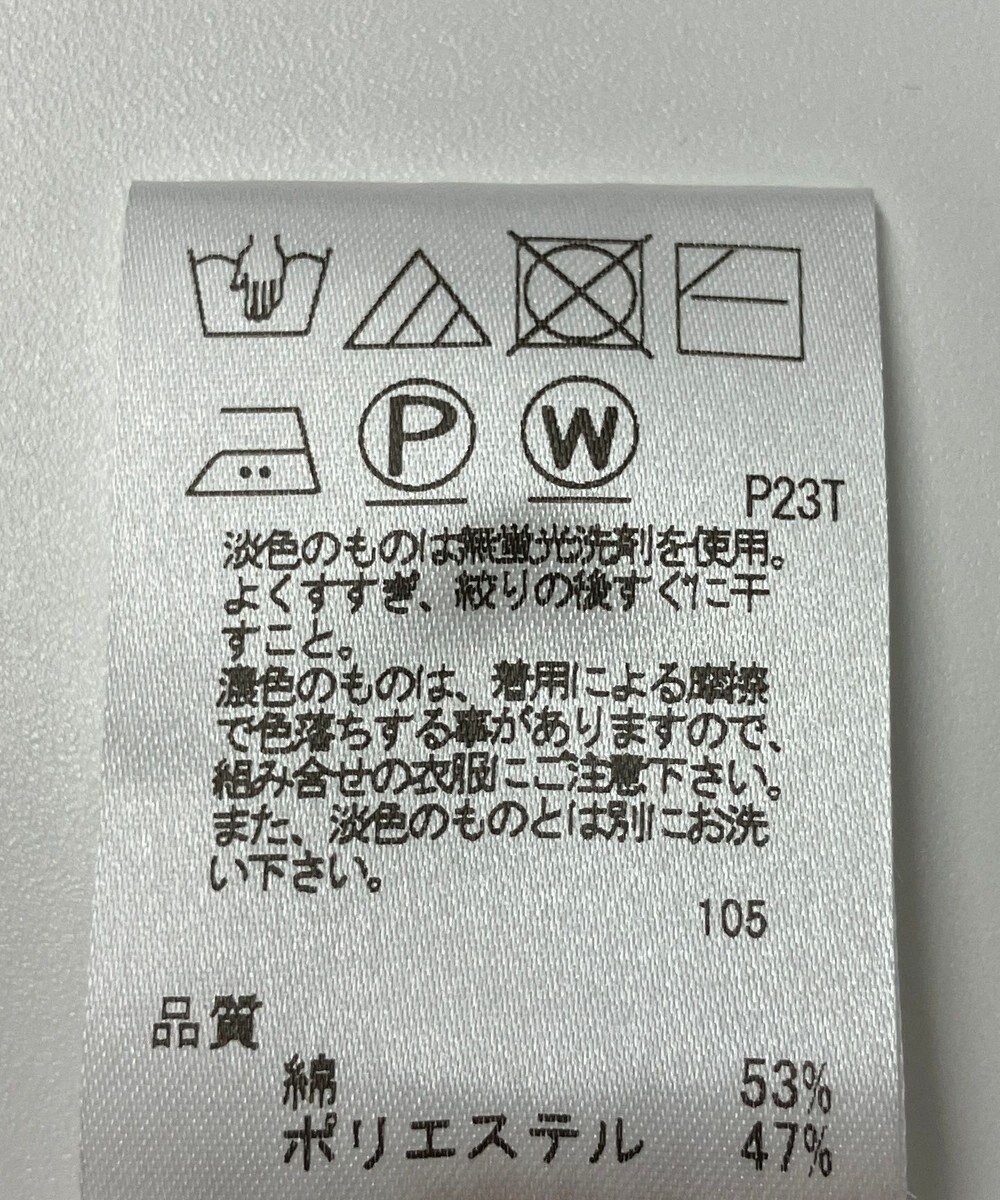 P
W
P23T
淡色のものは無蛍光洗剤を使用。
よくすすぎ、絞りの後すぐに干
すこと。
濃色のものは、着用による摩擦
で色落ちする事がありますので、
組み合せの衣服にご注意下さい。
また、淡色のものとは別にお洗
い下さい。
105
品質
綿 53%
ポリエステル 47%